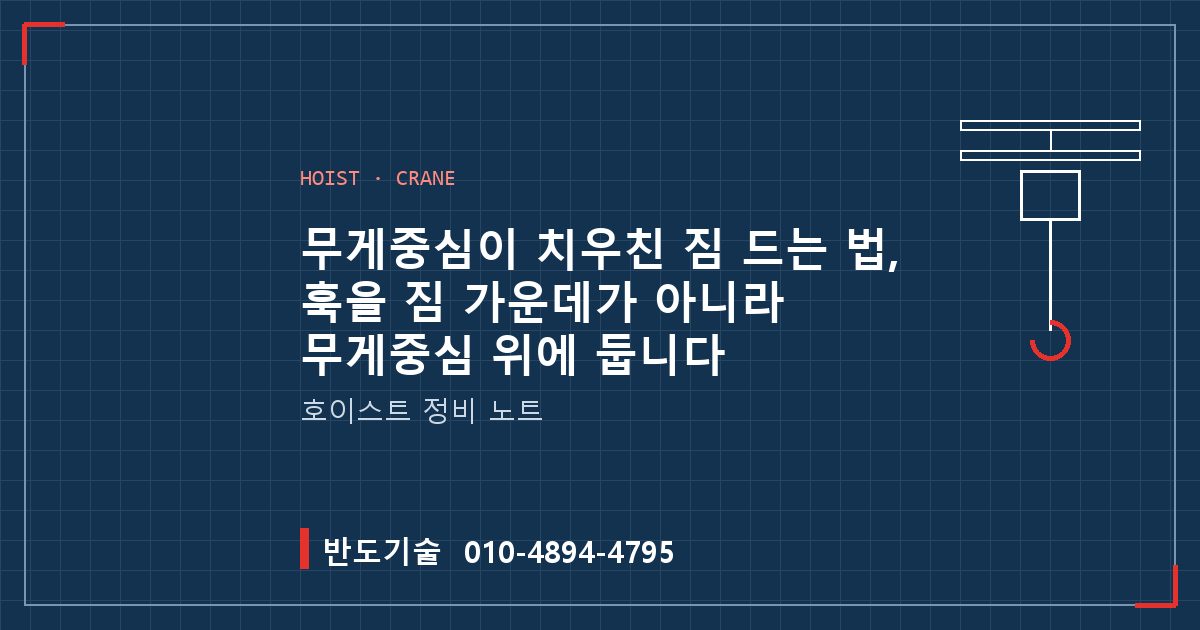 HOIST · CRANE
무게중심이 치우친 짐 드는 법,
훅을 짐 가운데가 아니라
무게중심 위에 둡니다
호이스트 정비 노트
반도기술 010-4894-4795